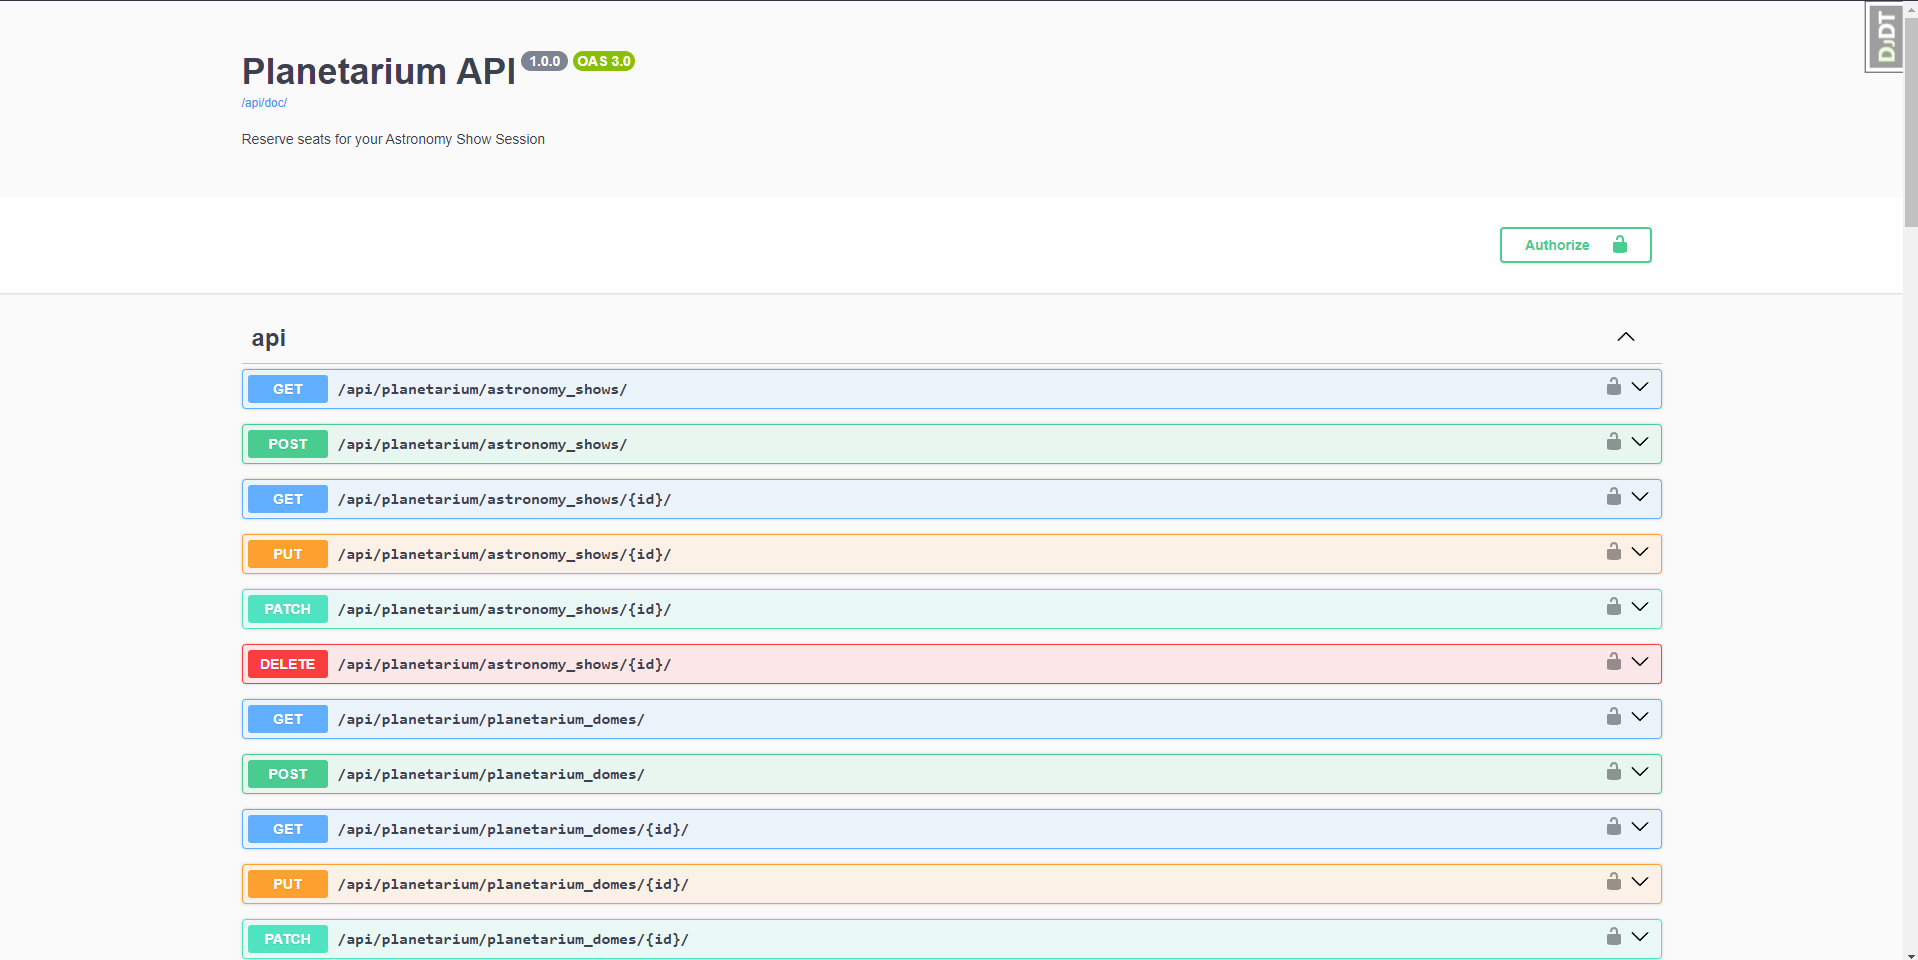 Planetarium API 1.0.0 OAS 3.0
DJDT
/api/doc/
Reserve seats for your Astronomy Show Session
Authorize
api
GET /api/planetarium/astronomy_shows/
POST /api/planetarium/astronomy_shows/
GET /api/planetarium/astronomy_shows/{id}/
PUT /api/planetarium/astronomy_shows/{id}/
PATCH /api/planetarium/astronomy_shows/{id}/
DELETE /api/planetarium/astronomy_shows/{id}/
GET /api/planetarium/planetarium_domes/
POST /api/planetarium/planetarium_domes/
GET /api/planetarium/planetarium_domes/{id}/
PUT /api/planetarium/planetarium_domes/{id}/
PATCH /api/planetarium/planetarium_domes/{id}/